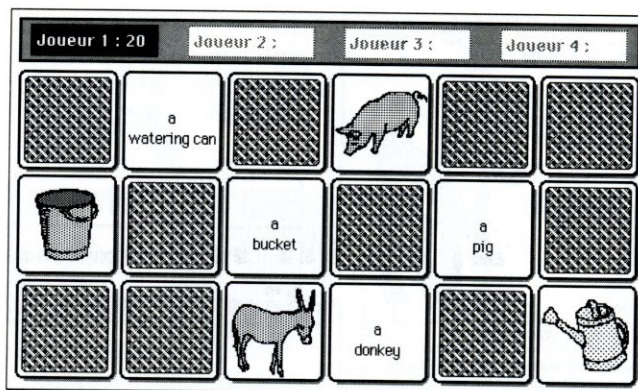 Joueur 1 : 20 Joueur 2 : Joueur 3 : Joueur 4 :
a
watering can
a
bucket
a
pig
a
donkey